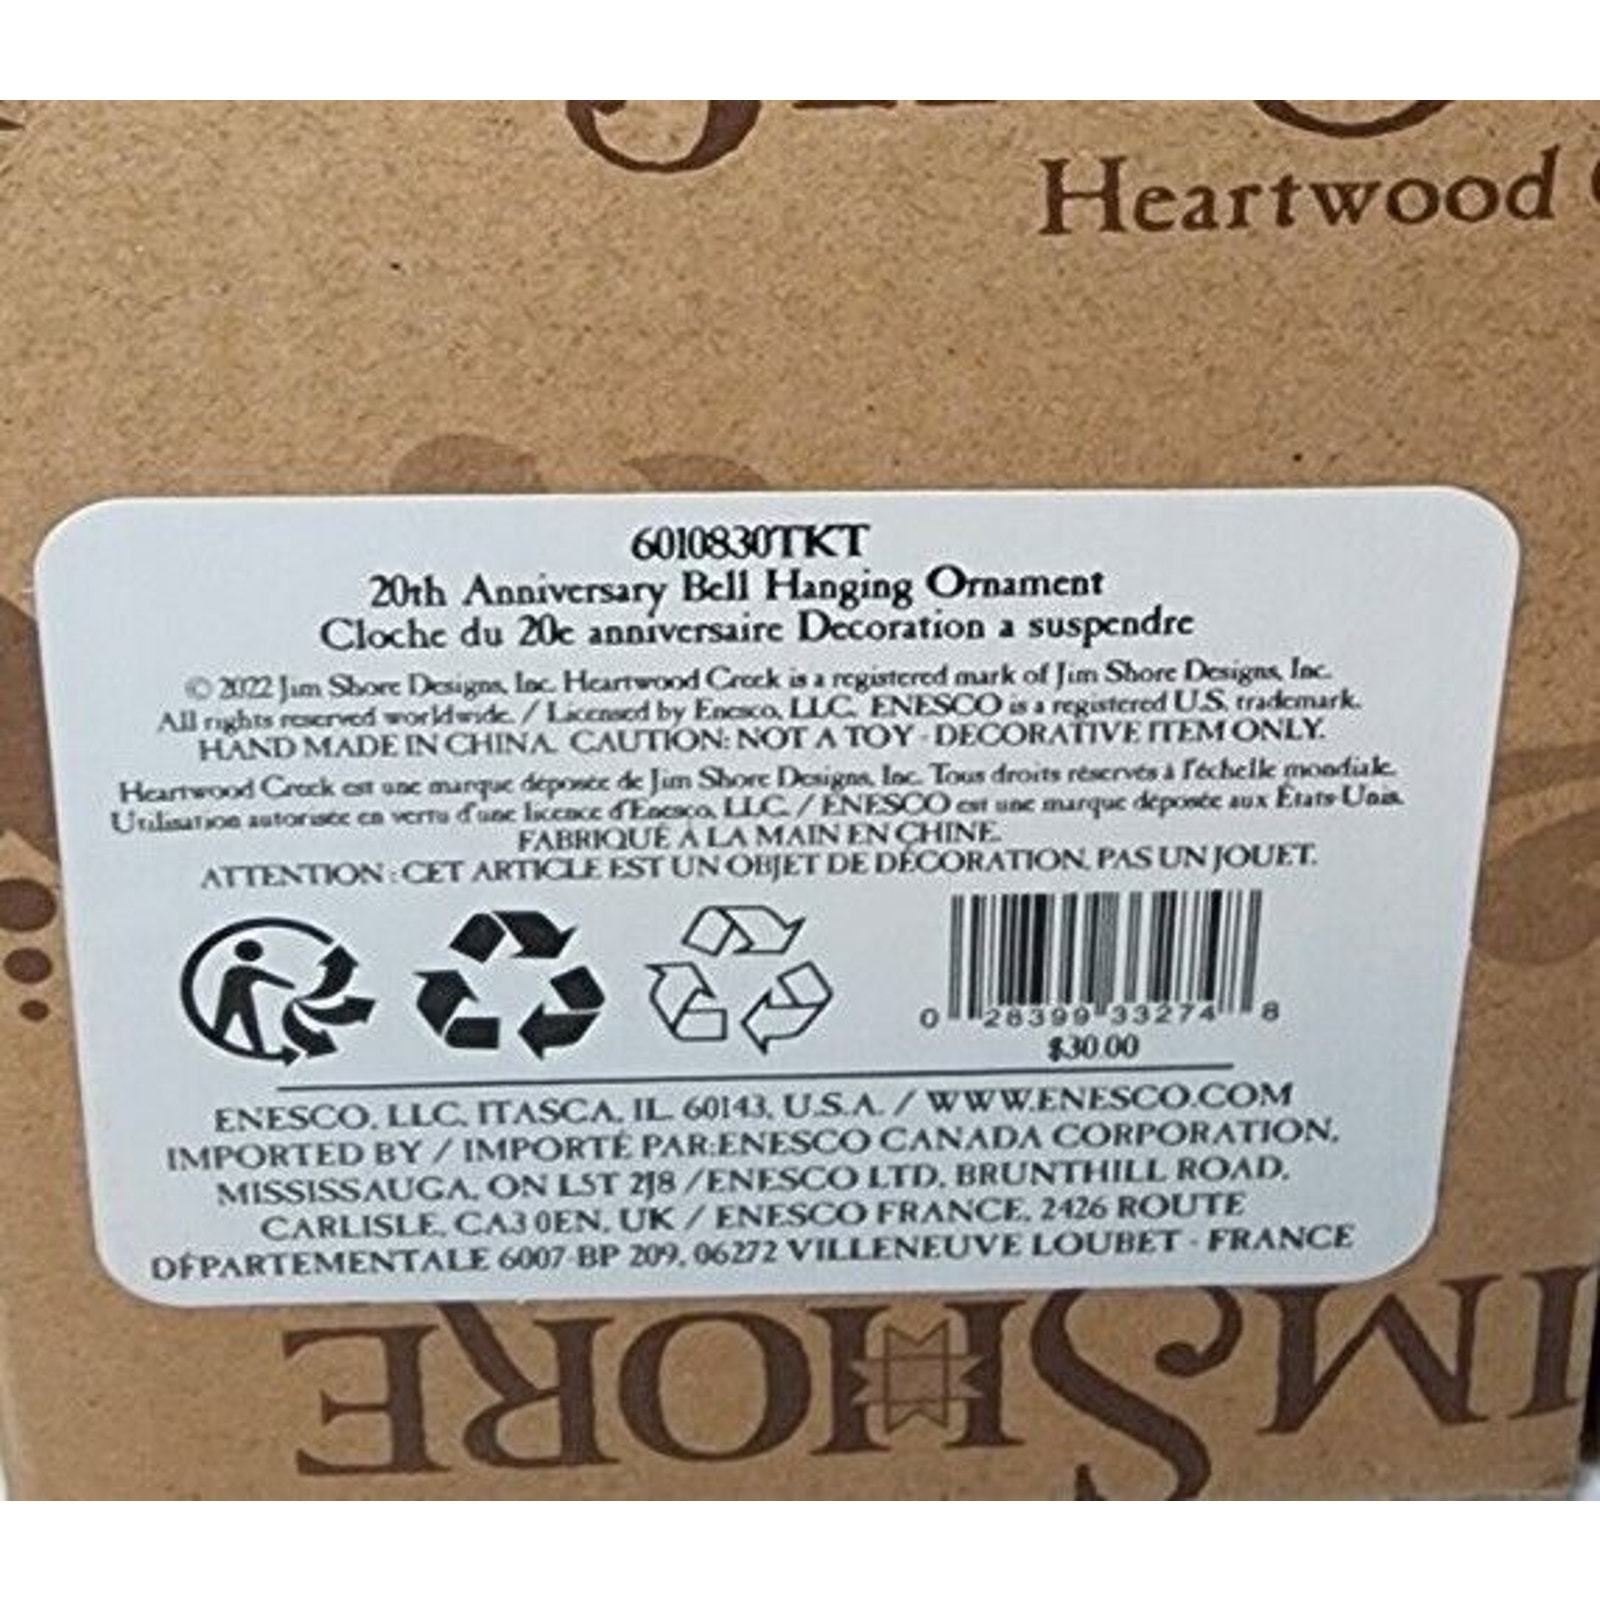 Heartwood
6010830TKT
20th Anniversary Bell Hanging Ornament
Cloche du 20e anniversaire Decoration a suspendre
© 2022 Jim Shore Designs, Inc. Heartwood Creek is a registered mark of Jim Shore Designs, Inc.
All rights reserved worldwide. / Licensed by Enesco, LLC. ENESCO is a registered U.S. trademark.
HAND MADE IN CHINA. CAUTION: NOT A TOY - DECORATIVE ITEM ONLY.
Heartwood Creek est une marque déposée de Jim Shore Designs, Inc. Tous droits réservés à l'échelle mondiale.
Utilisation autorisée en vertu d'une licence d'Enesco, LLC. / ENESCO est une marque déposée aux États-Unis.
FABRIQUÉ À LA MAIN EN CHINE.
ATTENTION : CET ARTICLE EST UN OBJET DE DÉCORATION, PAS UN JOUET.
0 28399 33274 8
$30.00
ENESCO, LLC, ITASCA, IL 60143, U.S.A. / WWW.ENESCO.COM
IMPORTED BY / IMPORTÉ PAR:ENESCO CANADA CORPORATION,
MISSISSAUGA, ON L5T 2J8 /ENESCO LTD, BRUNTHILL ROAD,
CARLISLE, CA3 0EN, UK / ENESCO FRANCE, 2426 ROUTE
DÉPARTEMENTALE 6007-BP 209, 06272 VILLENEUVE LOUBET - FRANCE
IM SHORE